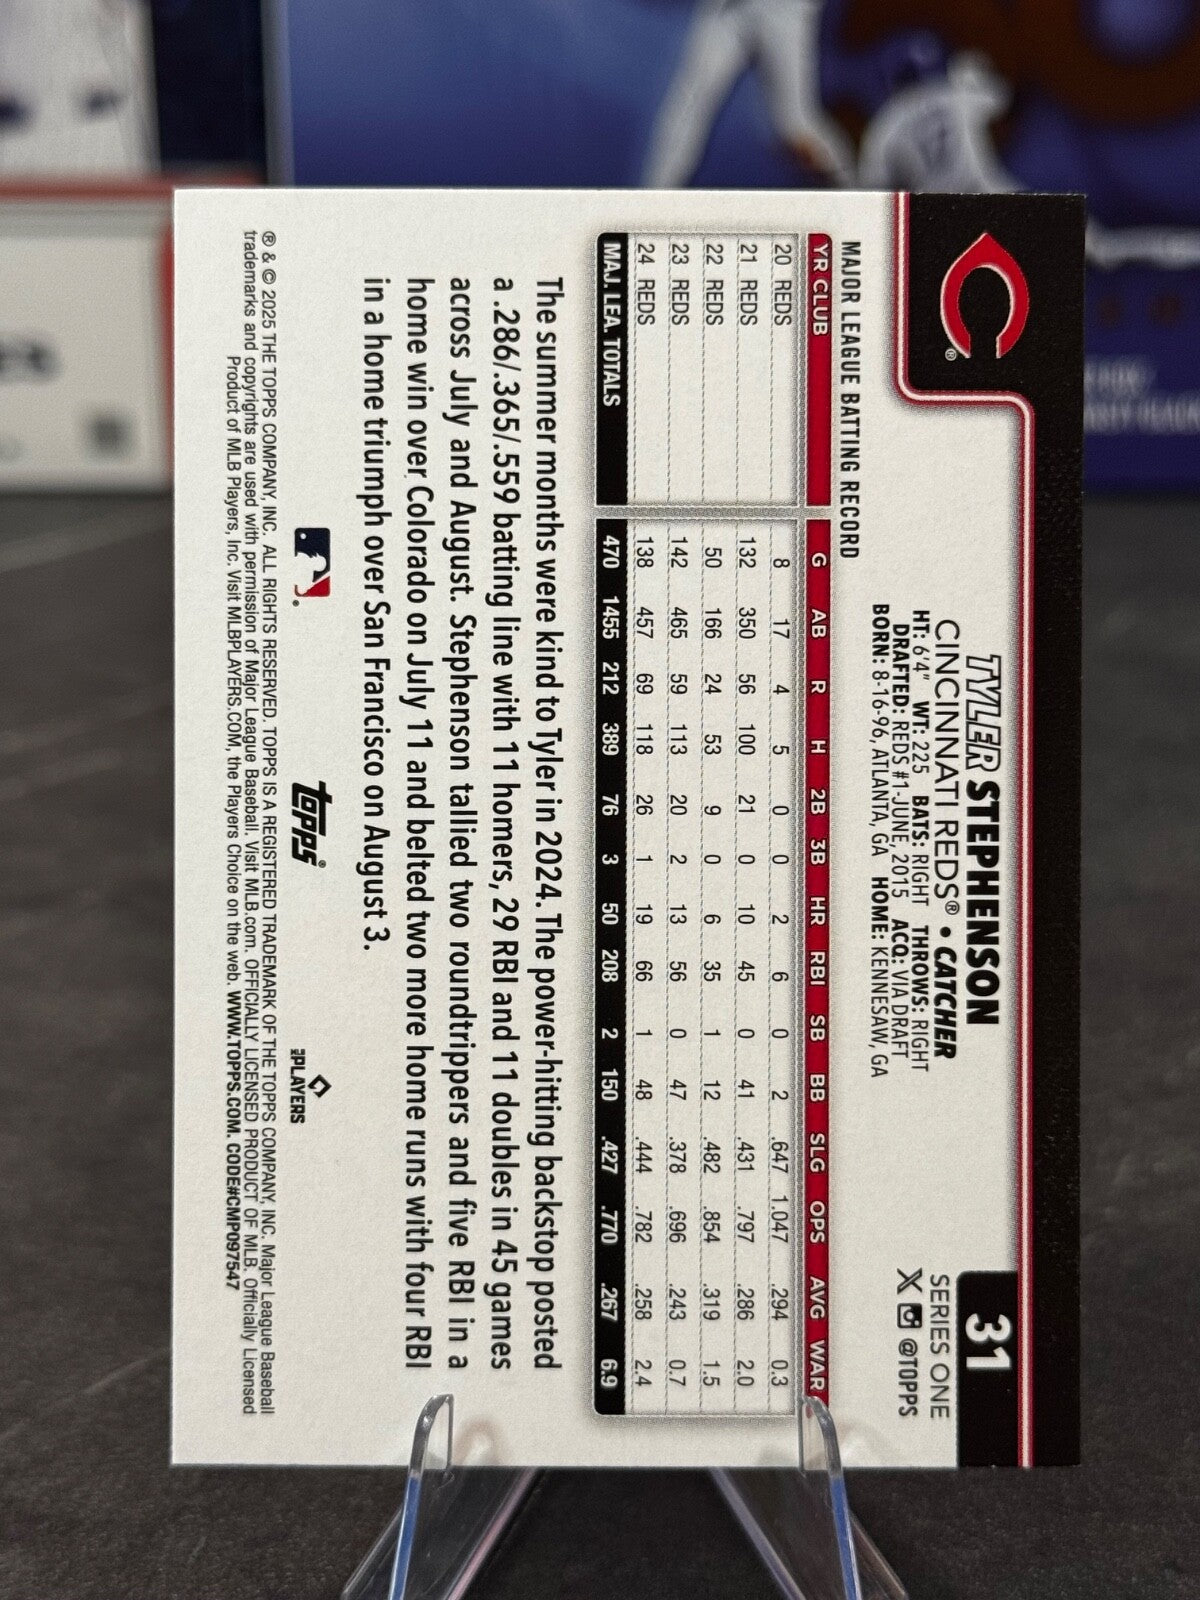 31
TYLER STEPHENSON
CINCINNATI REDS® • CATCHER
HT: 6'4" WT: 225 BATS: RIGHT THROWS: RIGHT
DRAFTED: REDS #1-JUNE, 2015 ACQ: VIA DRAFT
BORN: 8-16-96, ATLANTA, GA HOME: KENNESAW, GA
SERIES ONE
@TOPPS
C®
MAJOR LEAGUE BATTING RECORD
YR CLUB G AB R H 2B 3B HR RBI SB BB SLG OPS AVG WAR
20 REDS 8 17 4 5 0 0 2 6 0 2 .647 1.047 .294 0.3
21 REDS 132 350 56 100 21 0 10 45 0 41 .431 .797 .286 2.0
22 REDS 50 166 24 53 9 0 6 35 1 12 .482 .854 .319 1.5
23 REDS 142 465 59 113 20 2 13 56 0 47 .378 .696 .243 0.7
24 REDS 138 457 69 118 26 1 19 66 1 48 .444 .782 .258 2.4
MAJ. LEA. TOTALS 470 1455 212 389 76 3 50 208 2 150 .427 .770 .267 6.9
The summer months were kind to Tyler in 2024. The power-hitting backstop posted
a .286/.365/.559 batting line with 11 homers, 29 RBI and 11 doubles in 45 games
across July and August. Stephenson tallied two roundtrippers and five RBI in a
home win over Colorado on July 11 and belted two more home runs with four RBI
in a home triumph over San Francisco on August 3.
topps®
PLAYERS
® & © 2025 THE TOPPS COMPANY, INC. ALL RIGHTS RESERVED. TOPPS IS A REGISTERED TRADEMARK OF THE TOPPS COMPANY, INC. Major League Baseball
trademarks and copyrights are used with permission of Major League Baseball. Visit MLB.com. OFFICIALLY LICENSED PRODUCT OF MLB. Officially Licensed
Product of MLB Players, Inc. Visit MLBPLAYERS.COM, the Players Choice on the web. WWW.TOPPS.COM. CODE#CMP097547